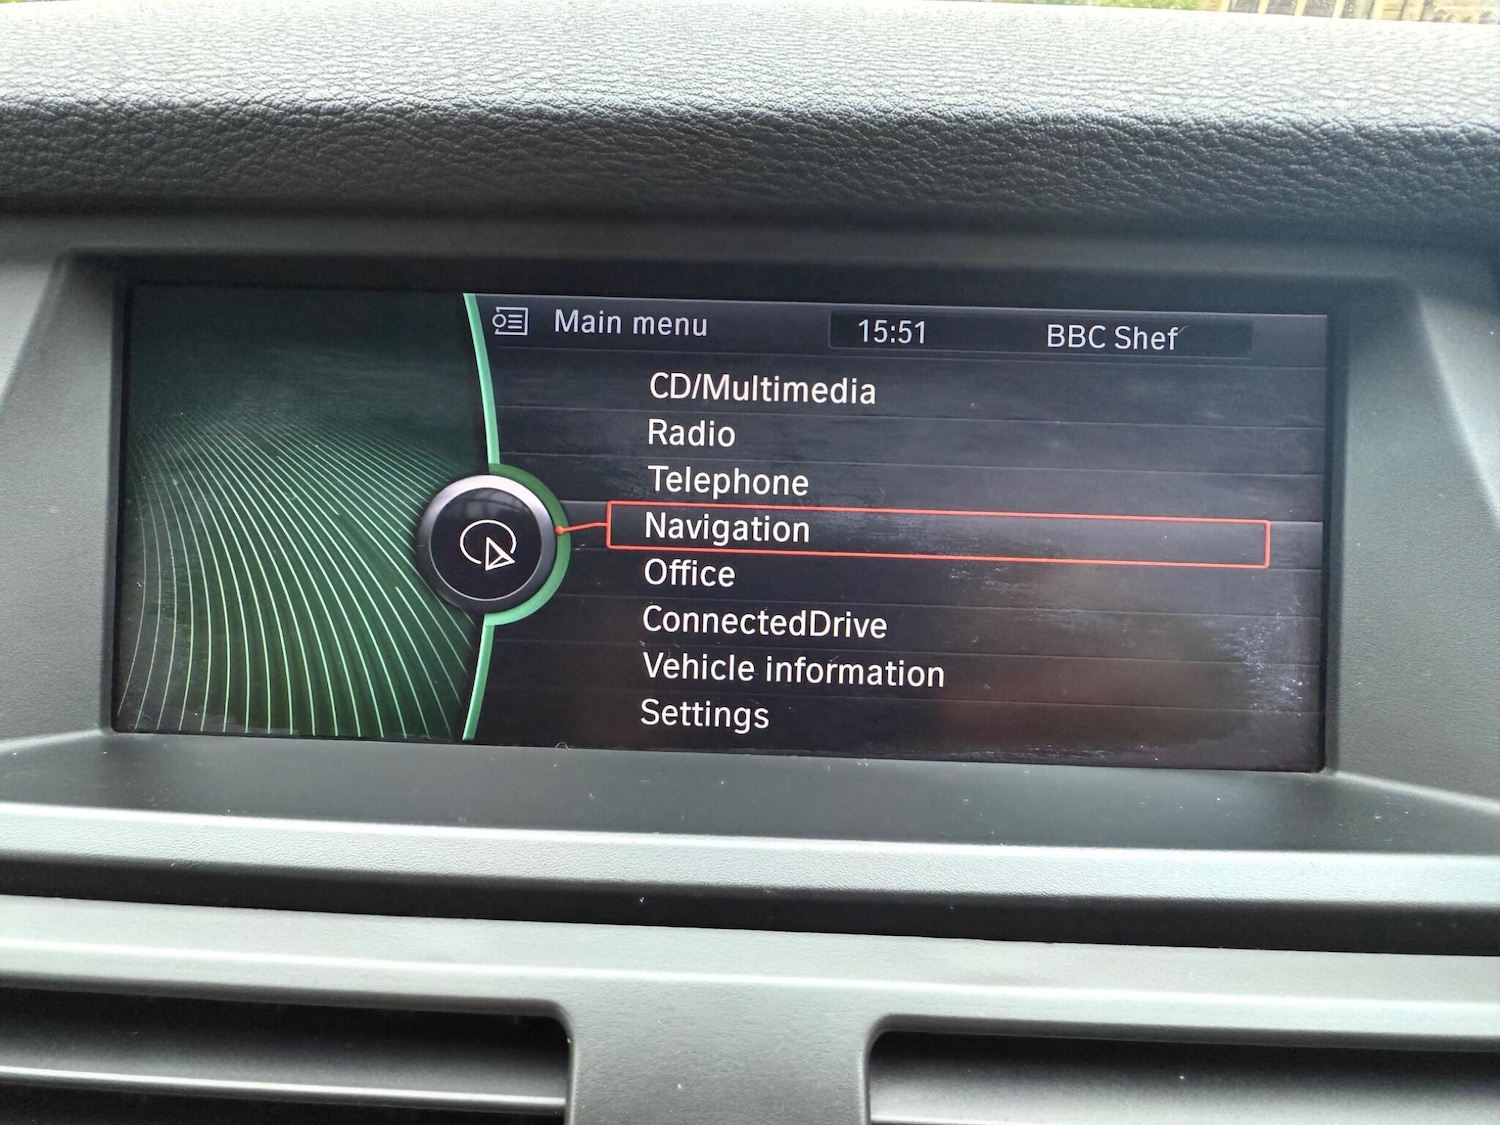 Main menu 15:51 BBC Shef
CD/Multimedia
Radio
Telephone
Navigation
Office
ConnectedDrive
Vehicle information
Settings